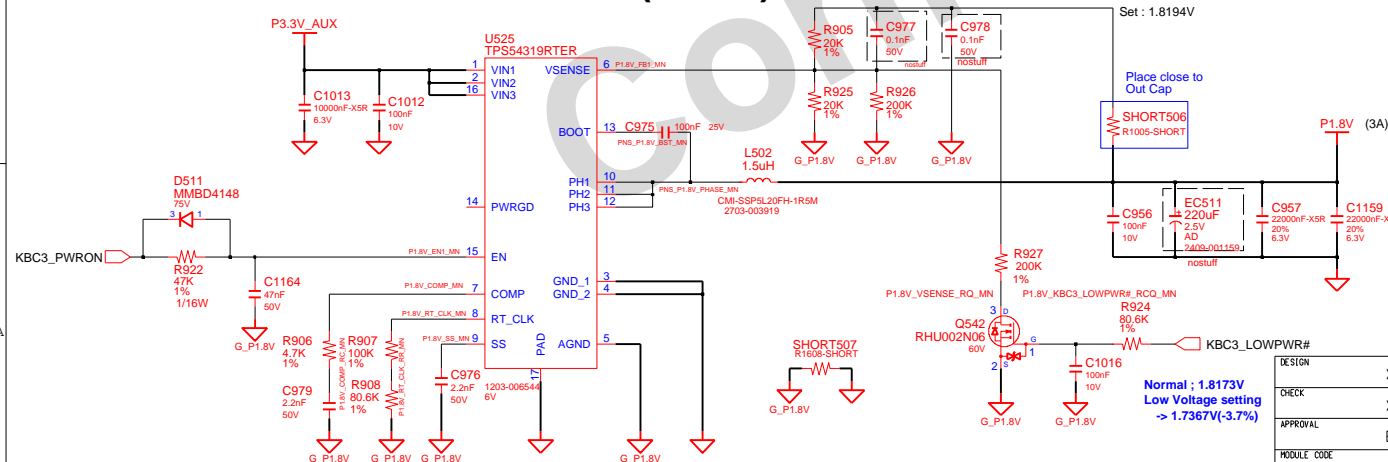 P3.3V_AUX
Set : 1.8194V
U525
TPS54319RTER
1 VIN1
2 VIN2
16 VIN3
VSENSE 6
P1.8V_FB1_MN
R905
20K
1%
C977
0.1nF
50V
nostuff
C978
0.1nF
50V
nostuff
Place close to
Out Cap
SHORT506
R1005-SHORT
P1.8V (3A)
C1013
10000nF-X5R
6.3V
C1012
100nF
10V
R925
20K
1%
R926
200K
1%
BOOT 13
C975 100nF 25V
PNS_P1.8V_BST_MN
G_P1.8V
G_P1.8V
G_P1.8V
L502
1.5uH
PH1 10
PH2 11
PH3 12
PNS_P1.8V_PHASE_MN
CMI-SSP5L20FH-1R5M
2703-003919
D511
MMBD4148
75V
3 1
14 PWRGD
C956
100nF
10V
EC511
220uF
2.5V
AD
2409-001159
nostuff
C957
22000nF-X5R
20%
6.3V
C1159
22000nF-X
20%
6.3V
KBC3_PWRON
R922
47K
1%
1/16W
P1.8V_EN1_MN
15 EN
C1164
47nF
50V
G_P1.8V
R927
200K
1%
GND_1 3
GND_2 4
P1.8V_COMP_MN
7 COMP
P1.8V_RT_CLK_MN
8 RT_CLK
P1.8V_SS_MN
9 SS
PAD
17
AGND 5
P1.8V_VSENSE_RQ_MN
P1.8V_KBC3_LOWPWR#_RCQ_MN
Q542
RHU002N06
60V
3 D
G
1
2 S
R924
80.6K
1%
KBC3_LOWPWR#
R906
4.7K
1%
P1.8V_COMP_RC_MN
R907
100K
1%
P1.8V_RT_CLK_RR_MN
C979
2.2nF
50V
R908
80.6K
1%
C976
2.2nF
50V
1203-006544
6V
SHORT507
R1608-SHORT
C1016
100nF
10V
G_P1.8V
G_P1.8V
G_P1.8V
Normal ; 1.8173V
Low Voltage setting
-> 1.7367V(-3.7%)
G_P1.8V
G_P1.8V
G_P1.8V
G_P1.8V
G_P1.8V
DESIGN
CHECK
APPROVAL
MODULE CODE